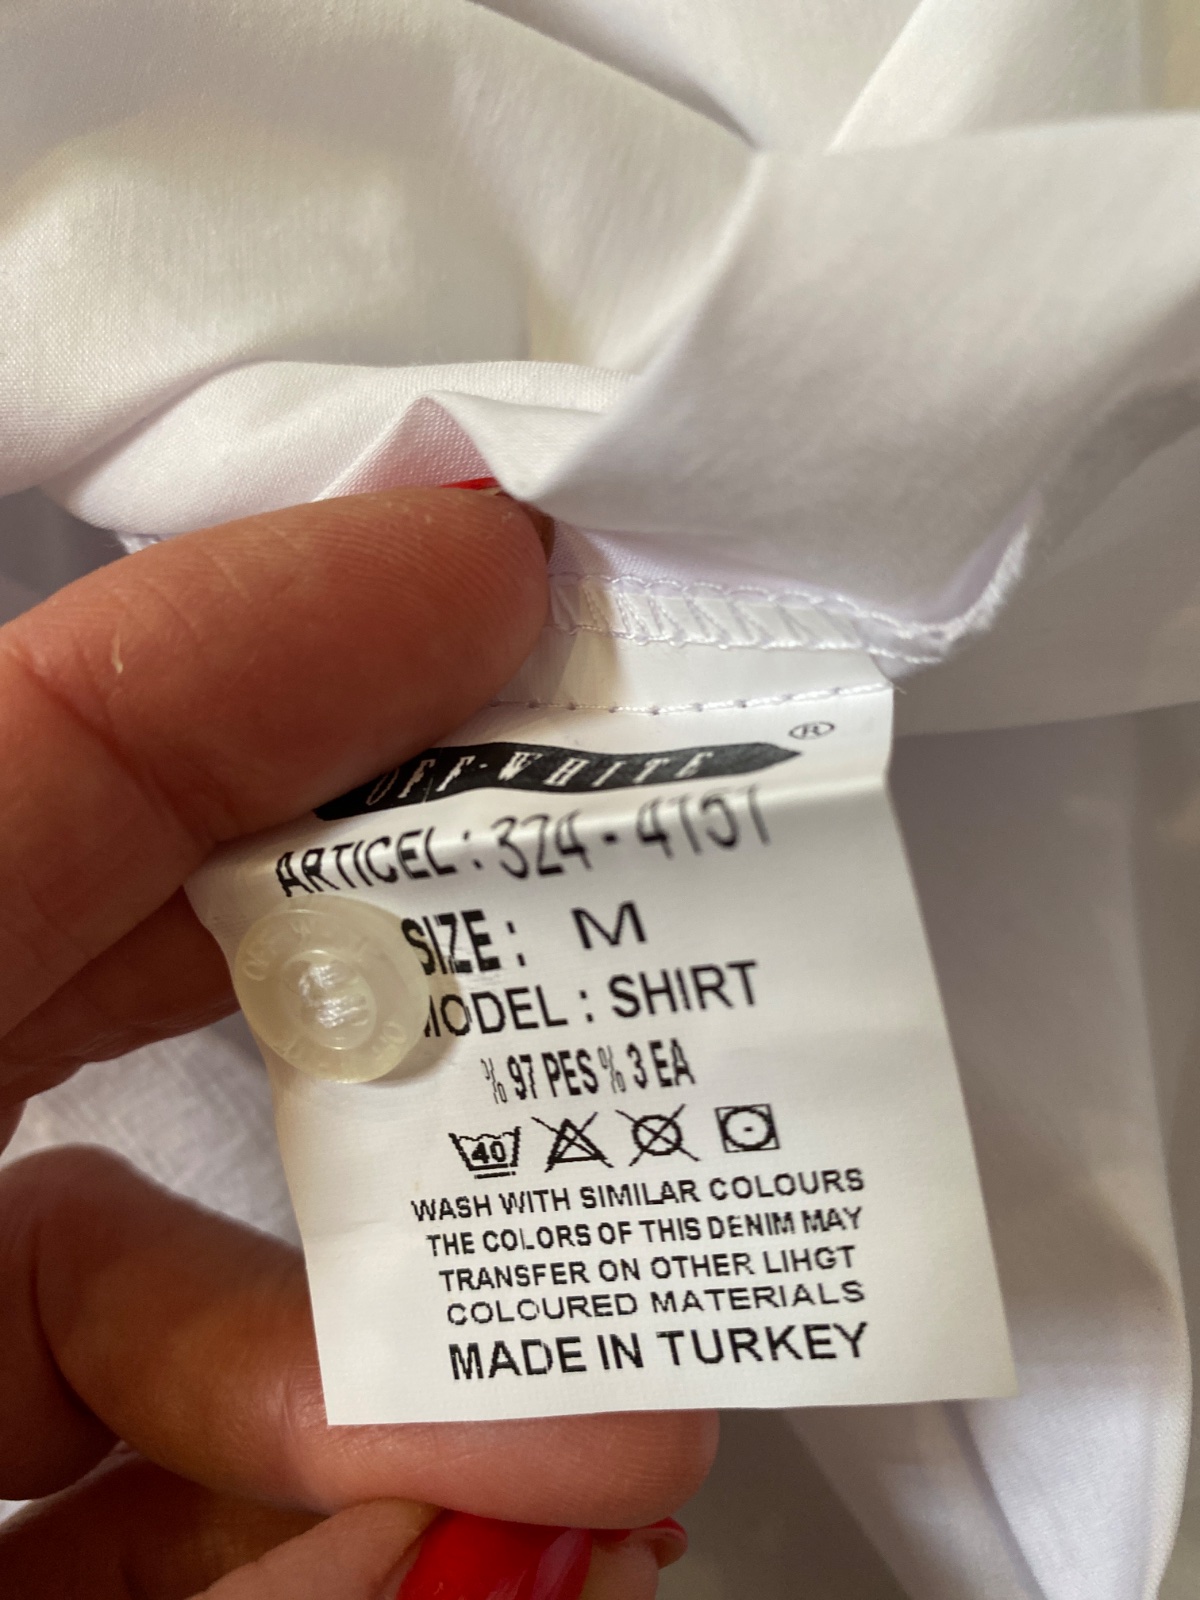 OFF-WHITE ®
ARTICEL : 324 - 4151
SIZE : M
MODEL : SHIRT
% 97 PES % 3 EA
40
WASH WITH SIMILAR COLOURS
THE COLORS OF THIS DENIM MAY
TRANSFER ON OTHER LIHGT
COLOURED MATERIALS
MADE IN TURKEY